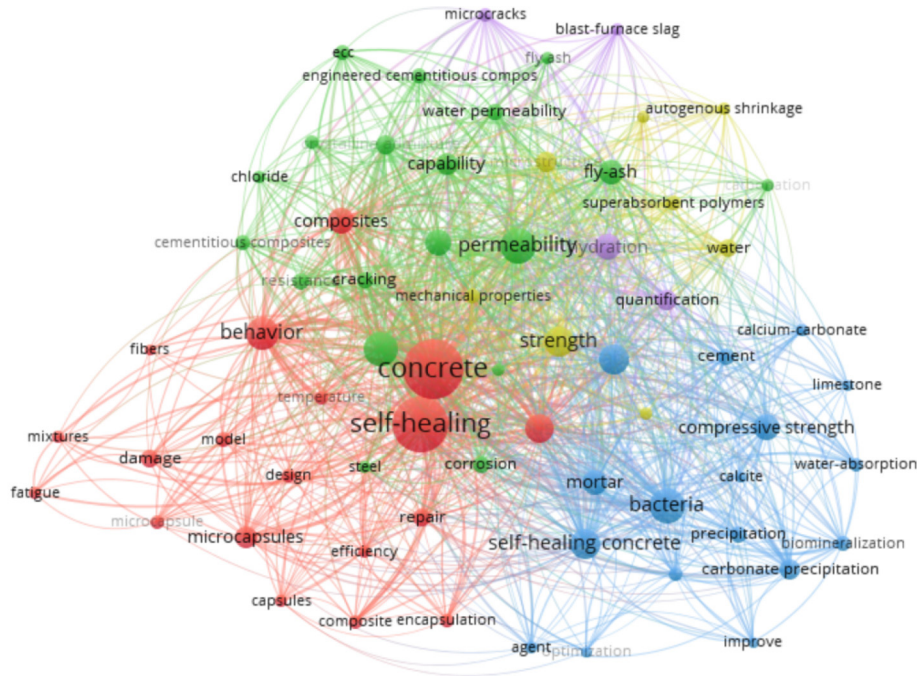 microcracks
blast-furnace slag
ecc
fly-ash
engineered cementitious compos
water permeability
autogenous shrinkage
capability
fly-ash
chloride
carbonation
superabsorbent polymers
composites
cementitious composites
permeability
hydration
water
resistance
cracking
mechanical properties
quantification
behavior
strength
calcium-carbonate
fibers
cement
concrete
limestone
temperature
self-healing
compressive strength
mixtures
model
damage
steel
corrosion
water-absorption
design
calcite
mortar
fatigue
bacteria
microcapsule
repair
microcapsules
precipitation
self-healing concrete
biomineralization
efficiency
carbonate precipitation
capsules
composite
encapsulation
agent
optimization
improve